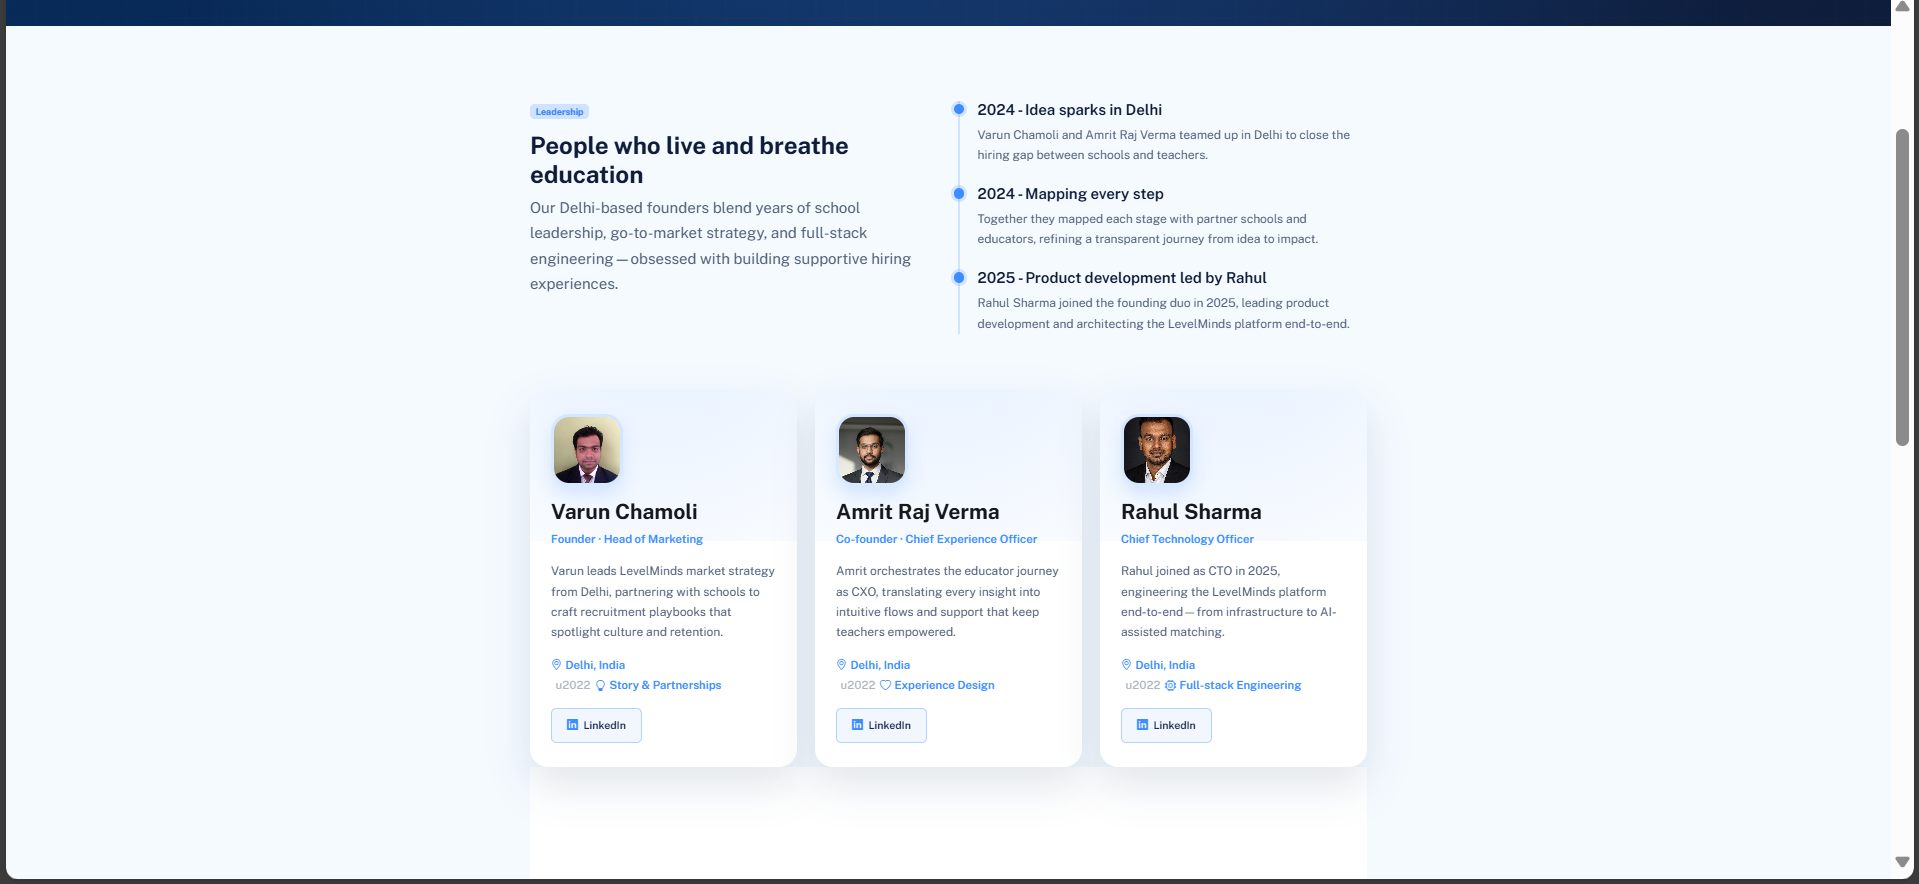 Leadership
People who live and breathe
education
Our Delhi-based founders blend years of school
leadership, go-to-market strategy, and full-stack
engineering — obsessed with building supportive hiring
experiences.
2024 - Idea sparks in Delhi
Varun Chamoli and Amrit Raj Verma teamed up in Delhi to close the
hiring gap between schools and teachers.
2024 - Mapping every step
Together they mapped each stage with partner schools and
educators, refining a transparent journey from idea to impact.
2025 - Product development led by Rahul
Rahul Sharma joined the founding duo in 2025, leading product
development and architecting the LevelMinds platform end-to-end.
Varun Chamoli
Founder · Head of Marketing
Varun leads LevelMinds market strategy
from Delhi, partnering with schools to
craft recruitment playbooks that
spotlight culture and retention.
Delhi, India
u2022 Story & Partnerships
LinkedIn
Amrit Raj Verma
Co-founder · Chief Experience Officer
Amrit orchestrates the educator journey
as CXO, translating every insight into
intuitive flows and support that keep
teachers empowered.
Delhi, India
u2022 Experience Design
LinkedIn
Rahul Sharma
Chief Technology Officer
Rahul joined as CTO in 2025,
engineering the LevelMinds platform
end-to-end — from infrastructure to AI-
assisted matching.
Delhi, India
u2022 Full-stack Engineering
LinkedIn